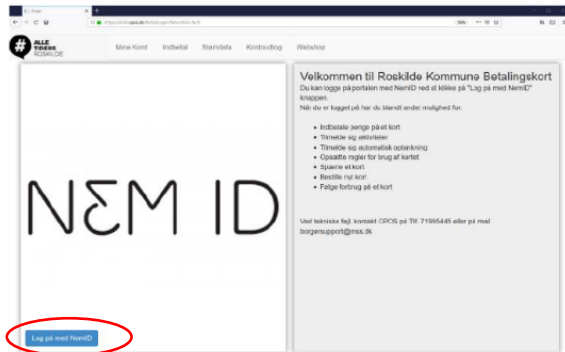 ALLE
TIDERS
ROSKILDE
Mine Kort Indbetal Stamdata Kontoudtog Webshop
NEM ID
Log på med NemID
Velkommen til Roskilde Kommune Betalingskort
Du kan logge på portalen med NemID ved at klikke på "Log på med NemID"
knappen.
Når du er logget på har du blandt andet mulighed for:
Indbetale penge på et kort
Tilmelde sig aktiviteter
Tilmelde sig automatisk optankning
Opsætte regler for brug af kortet
Spærre et kort
Bestille nyt kort
Følge forbrug på et kort
Ved tekniske fejl, kontakt GPOS på Tlf. 71995445 eller på mail
borgersupport@mss.dk